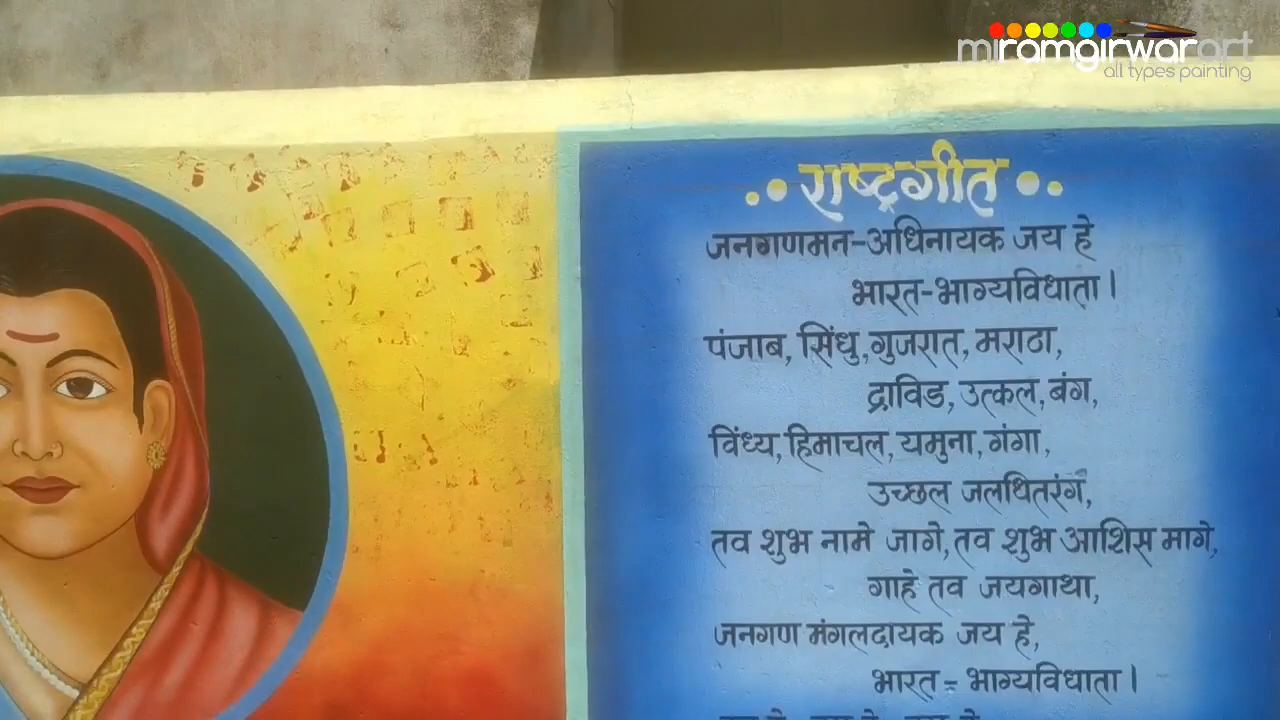 miramgirwarart
all types painting
राष्ट्रगीत
जनगणमन-अधिनायक जय हे
भारत-भाग्यविधाता।
पंजाब, सिंधु, गुजरात, मराठा,
द्राविड, उत्कल, बंग,
विंध्य, हिमाचल, यमुना, गंगा,
उच्छल जलधितरंग,
तव शुभ नामे जागे, तव शुभ आशिस मागे,
गाहे तव जयगाथा,
जनगण मंगलदायक जय हे,
भारत-भाग्यविधाता।